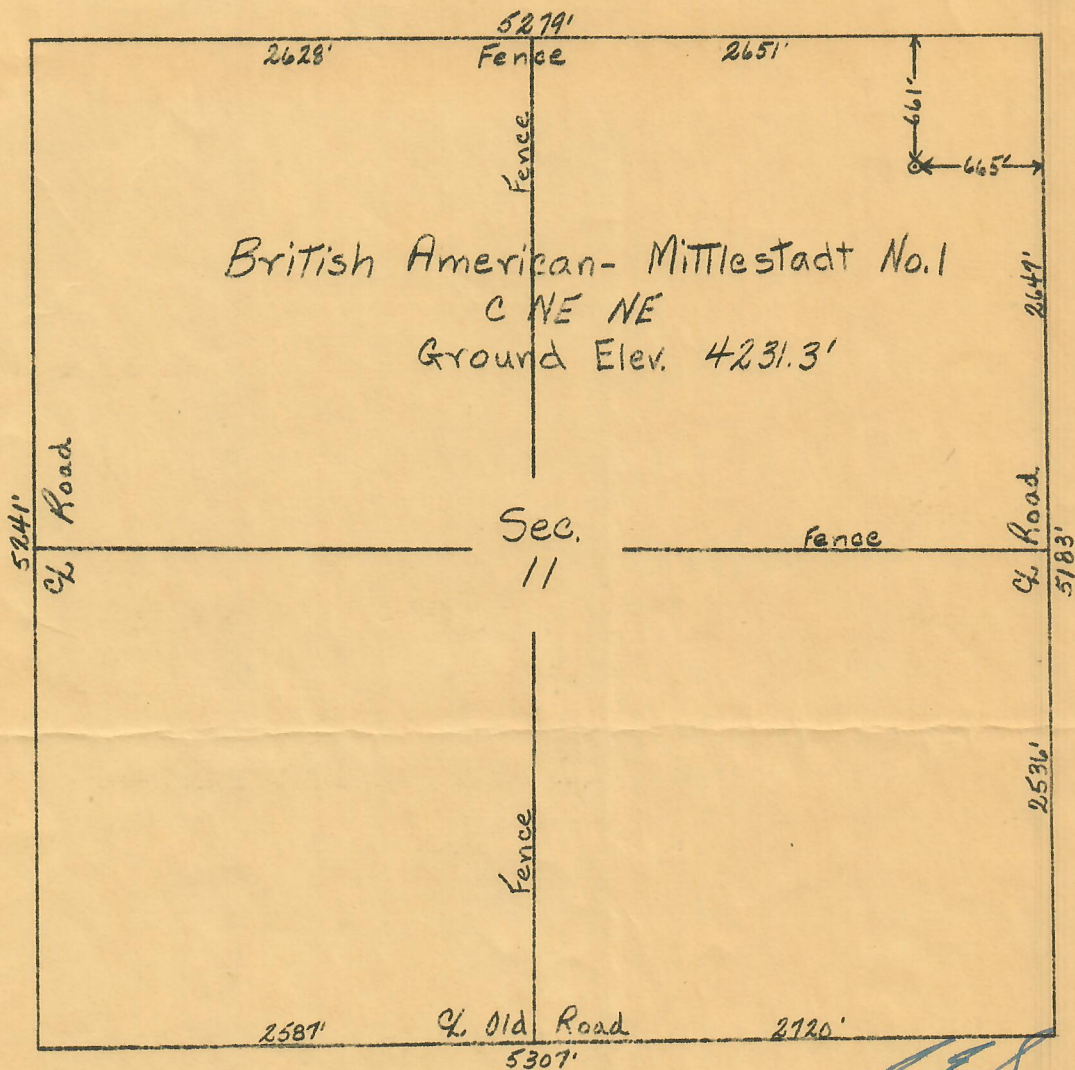 5279'
2628' Fence 2651'
661'
Fence
665'
British American- Mittlestadt No.1
C NE NE
Ground Elev. 4231.3'
2647'
5241'
℄ Road
Sec.
11
Fence
℄ Road
5183'
2536'
Fence
2587' ℄ Old Road 2720'
5307'